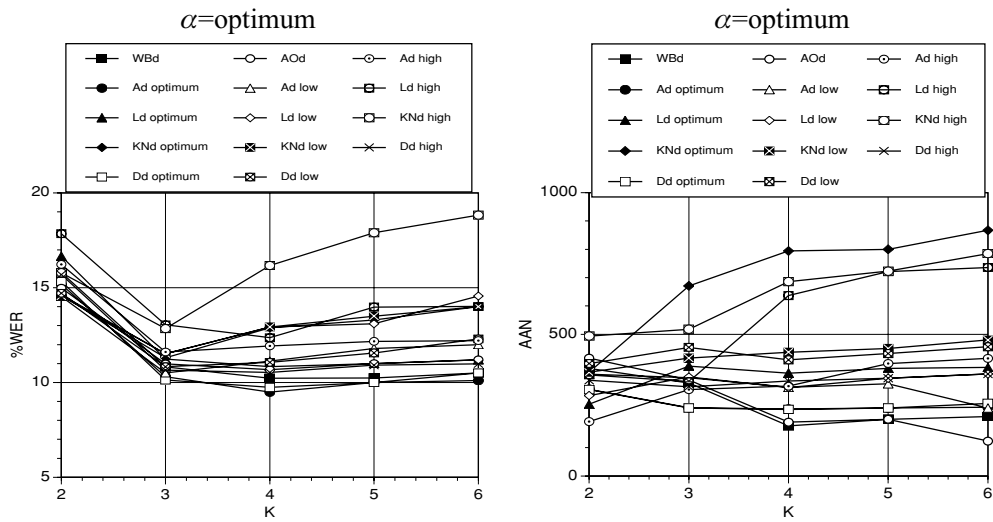 α=optimum
WBd AOd Ad high
Ad optimum Ad low Ld high
Ld optimum Ld low KNd high
KNd optimum KNd low Dd high
Dd optimum Dd low
20
15
10
5
%WER
2 3 4 5 6
K
α=optimum
WBd AOd Ad high
Ad optimum Ad low Ld high
Ld optimum Ld low KNd high
KNd optimum KNd low Dd high
Dd optimum Dd low
1000
500
0
AAN
2 3 4 5 6
K